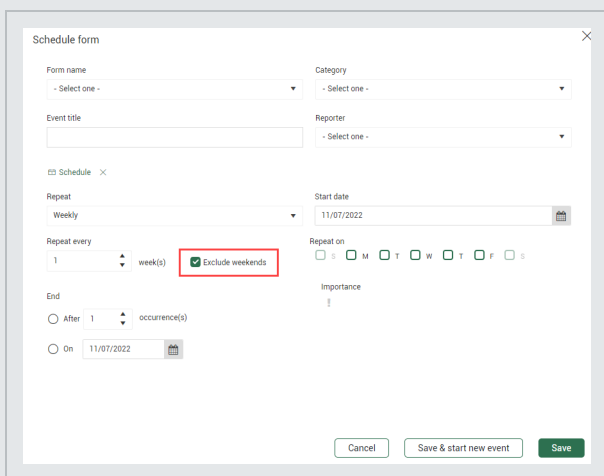 Schedule form
Form name
- Select one -
Category
- Select one -
Event title
Reporter
- Select one -
Schedule
Repeat
Weekly
Start date
11/07/2022
Repeat every
1 week(s)
Exclude weekends
Repeat on
S M T W T F S
Importance
!
End
After 1 occurrence(s)
On 11/07/2022
Cancel
Save & start new event
Save